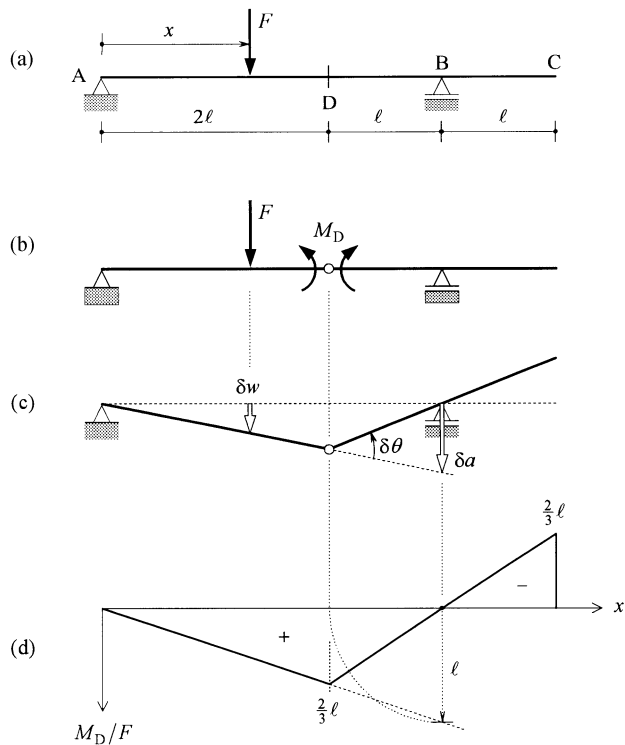 (a)
x
F
A
B
C
D
2ℓ
ℓ
ℓ
(b)
F
M_D
(c)
δw
δθ
δa
(d)
+
−
2/3 ℓ
2/3 ℓ
ℓ
x
M_D/F